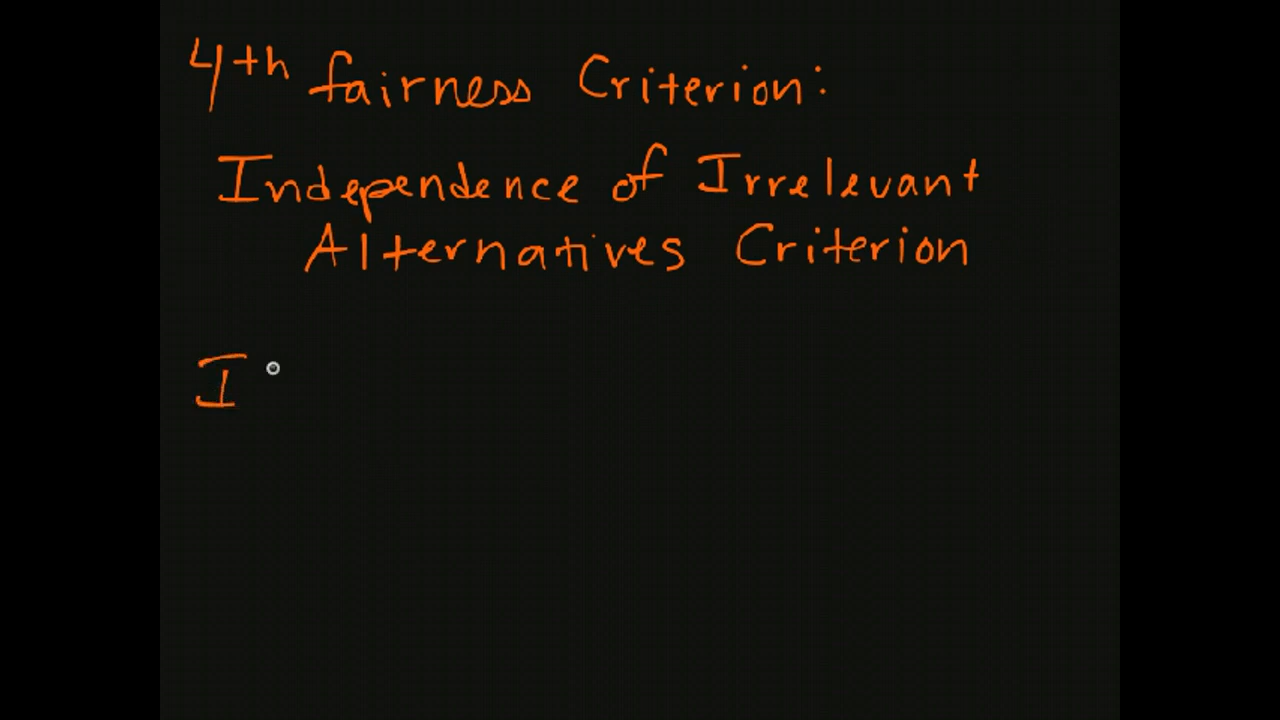 4th fairness Criterion:
Independence of Irrelevant
Alternatives Criterion
I